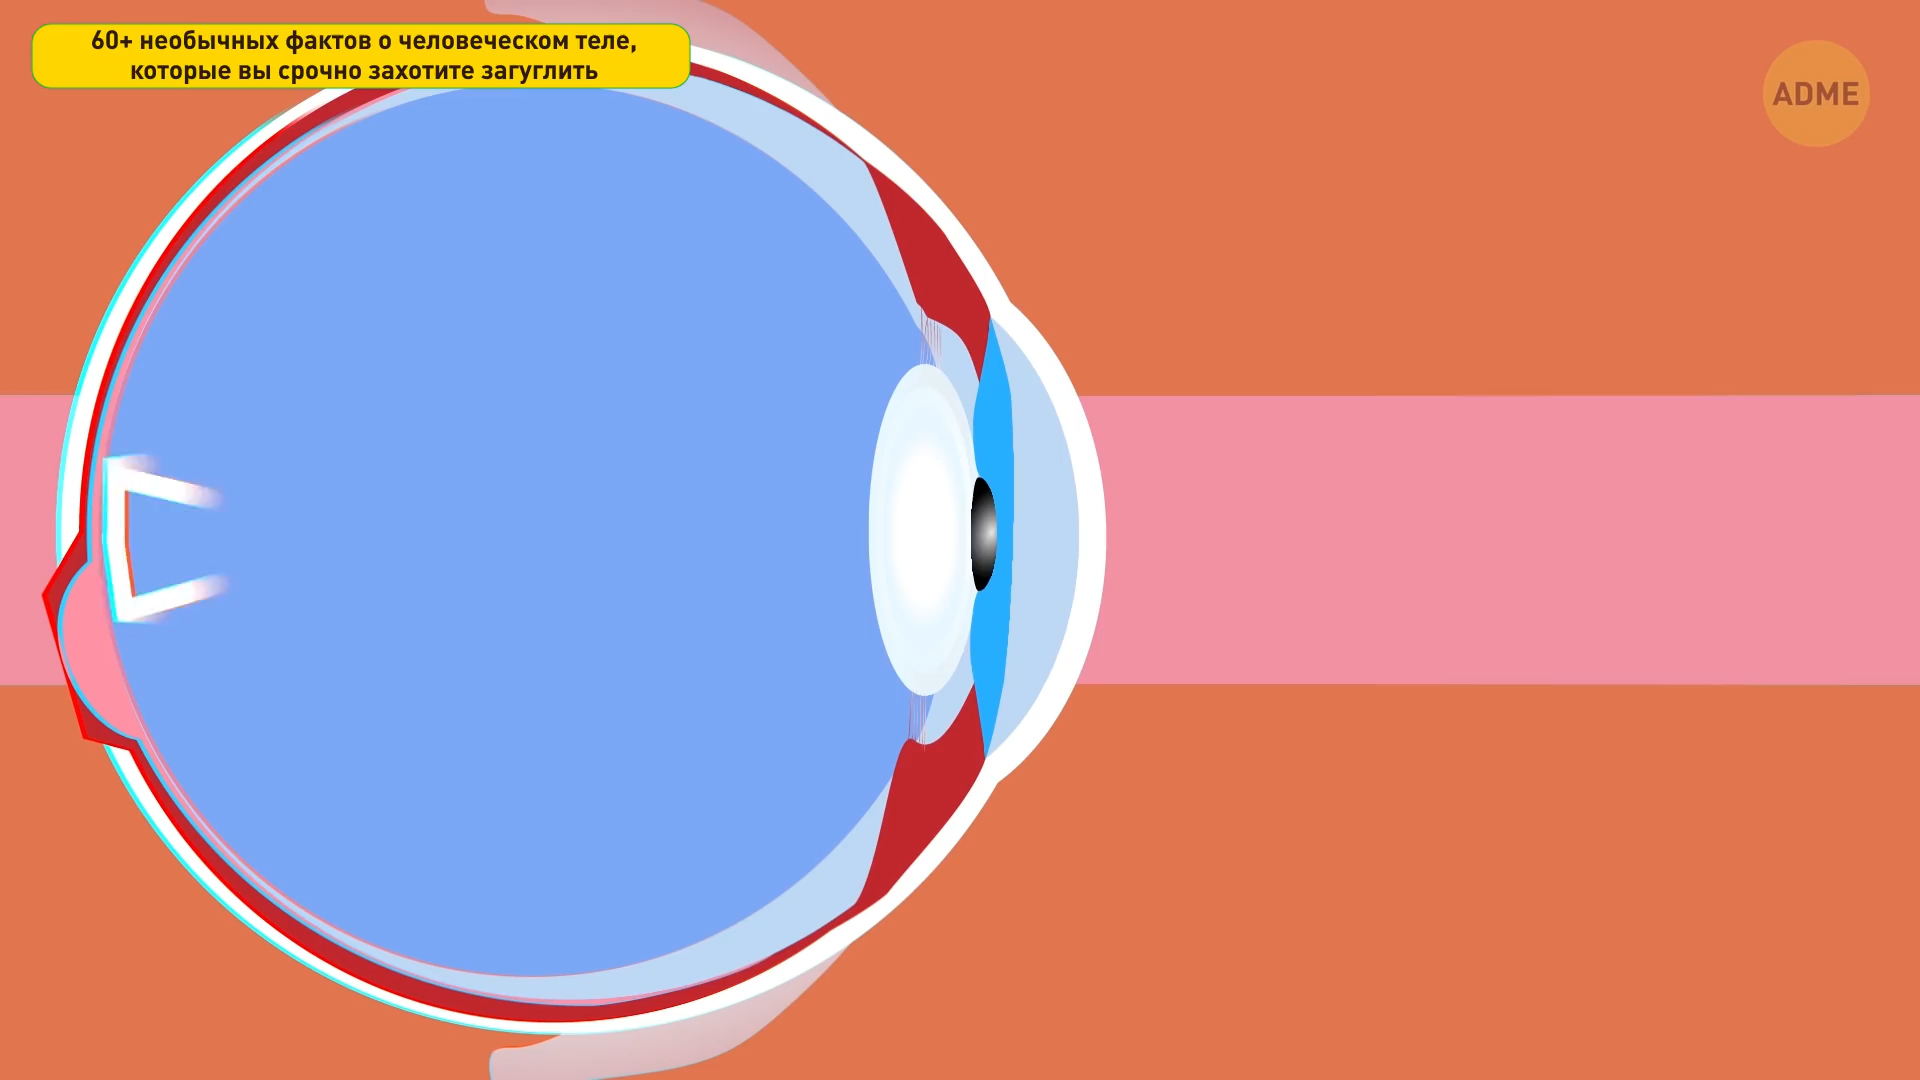 60+ необычных фактов о человеческом теле,
которые вы срочно захотите загуглить
ADME